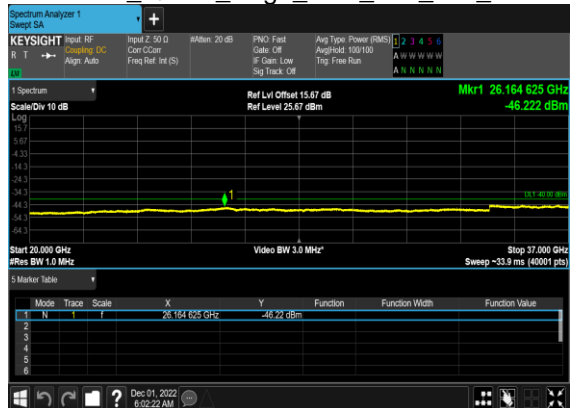 Spectrum Analyzer 1
Swept SA
+
KEYSIGHT Input: RF Input Z: 50 Ω #Atten: 20 dB PNO: Fast Avg Type: Power (RMS) 1 2 3 4 5 6
R T Coupling: DC Corr CCorr Gate: Off Avg|Hold: 100/100 A W W W W W
Align: Auto Freq Ref: Int (S) IF Gain: Low Trig: Free Run
Sig Track: Off A N N N N N
1 Spectrum Ref Lvl Offset 15.67 dB Mkr1 26.164 625 GHz
Scale/Div 10 dB Ref Level 25.67 dBm -46.222 dBm
Log
15.7
5.67
-4.33
-14.3
-24.3
-34.3
1
DL1 -40.00 dBm
-44.3
-54.3
-64.3
Start 20.000 GHz Video BW 3.0 MHz* Stop 37.000 GHz
#Res BW 1.0 MHz Sweep ~33.9 ms (40001 pts)
5 Marker Table
Mode Trace Scale X Y Function Function Width Function Value
1 N 1 f 26.164 625 GHz -46.22 dBm
2
3
4
5
6
? Dec 01, 2022
6:02:22 AM